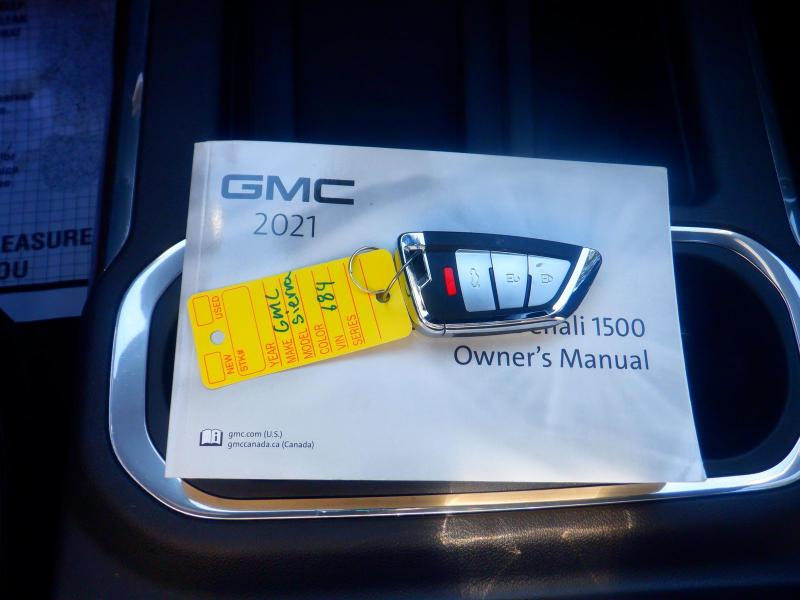 EASURE
OU
GMC
2021
nali 1500
Owner's Manual
gmc.com (U.S.)
gmccanada.ca (Canada)
USED
NEW
STK#
YEAR
MAKE GMC
MODEL Sierra
COLOR
VIN 684
SERIES